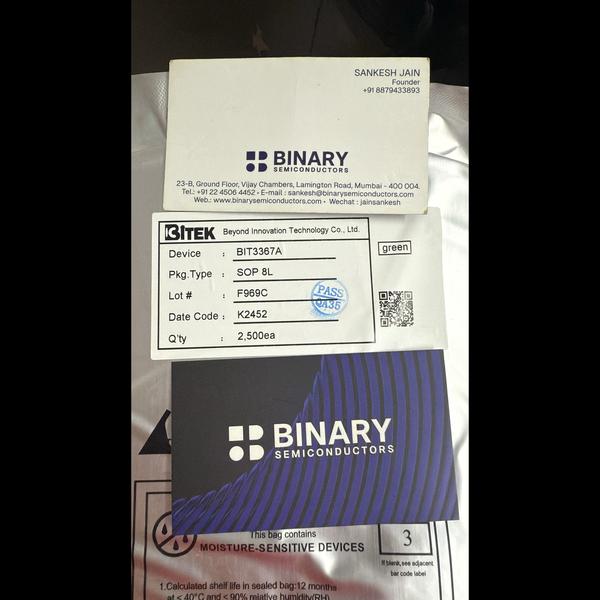 SANKESH JAIN
Founder
+91 8879433893
BINARY
SEMICONDUCTORS
23-B, Ground Floor, Vijay Chambers, Lamington Road, Mumbai - 400 004.
Tel.: +91 22 4506 4452 • E-mail : sankesh@binarysemiconductors.com
Web.: www.binarysemiconductors.com • Wechat : jainsankesh
BITEK Beyond Innovation Technology Co., Ltd.
Device : BIT3367A
green
Pkg.Type : SOP 8L
Lot # : F969C
PASS
QA35
Date Code : K2452
Q'ty : 2,500ea
BINARY
SEMICONDUCTORS
This bag contains
MOISTURE-SENSITIVE DEVICES
3
If blank, see adjacent
bar code label
1.Calculated shelf life in sealed bag:12 months
at < 40°C and < 90% relative humidity(RH)